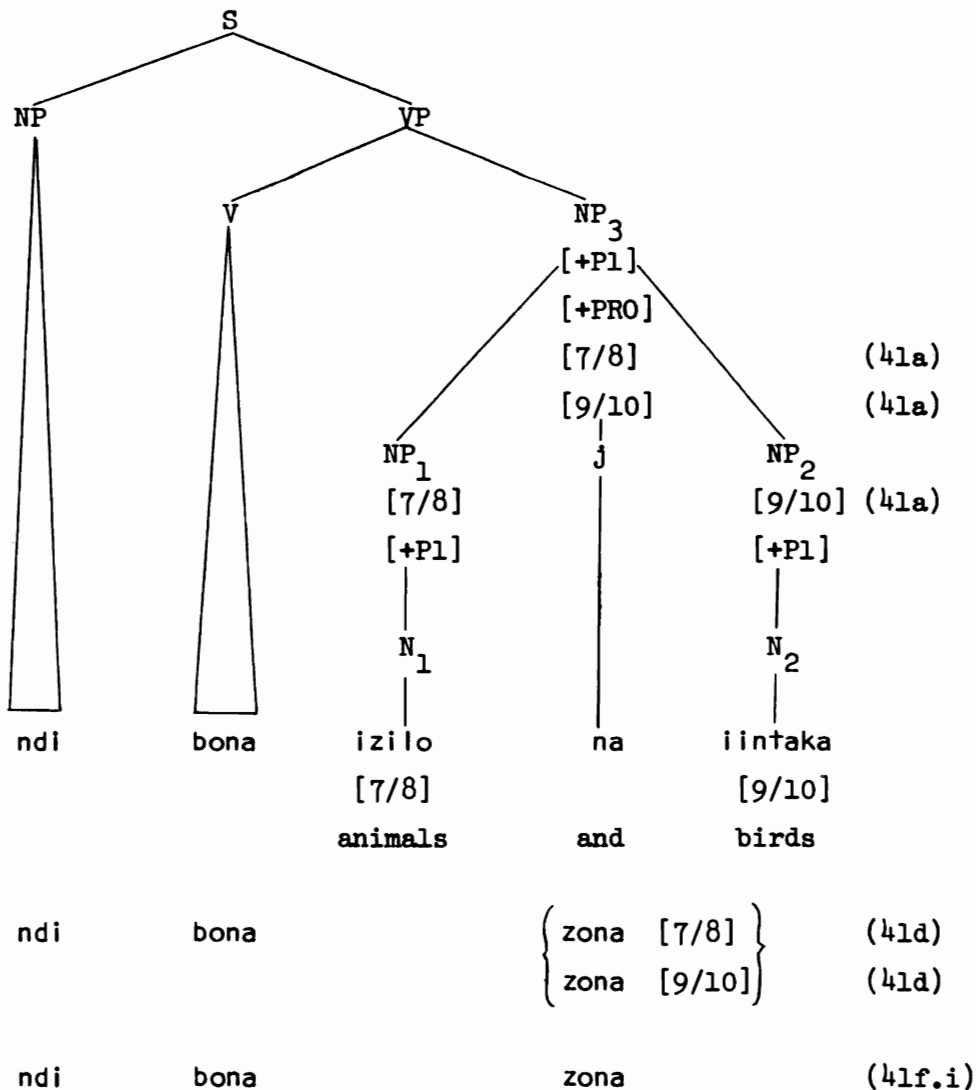 S
NP VP
V NP3
[+Pl]
[+PRO]
[7/8] (41a)
[9/10] (41a)
NP1 j NP2
[7/8] [9/10] (41a)
[+Pl] [+Pl]
N1 N2
ndi bona izilo na iintaka
[7/8] [9/10]
animals and birds
ndi bona { zona [7/8] } (41d)
{ zona [9/10] } (41d)
ndi bona zona (41f.i)